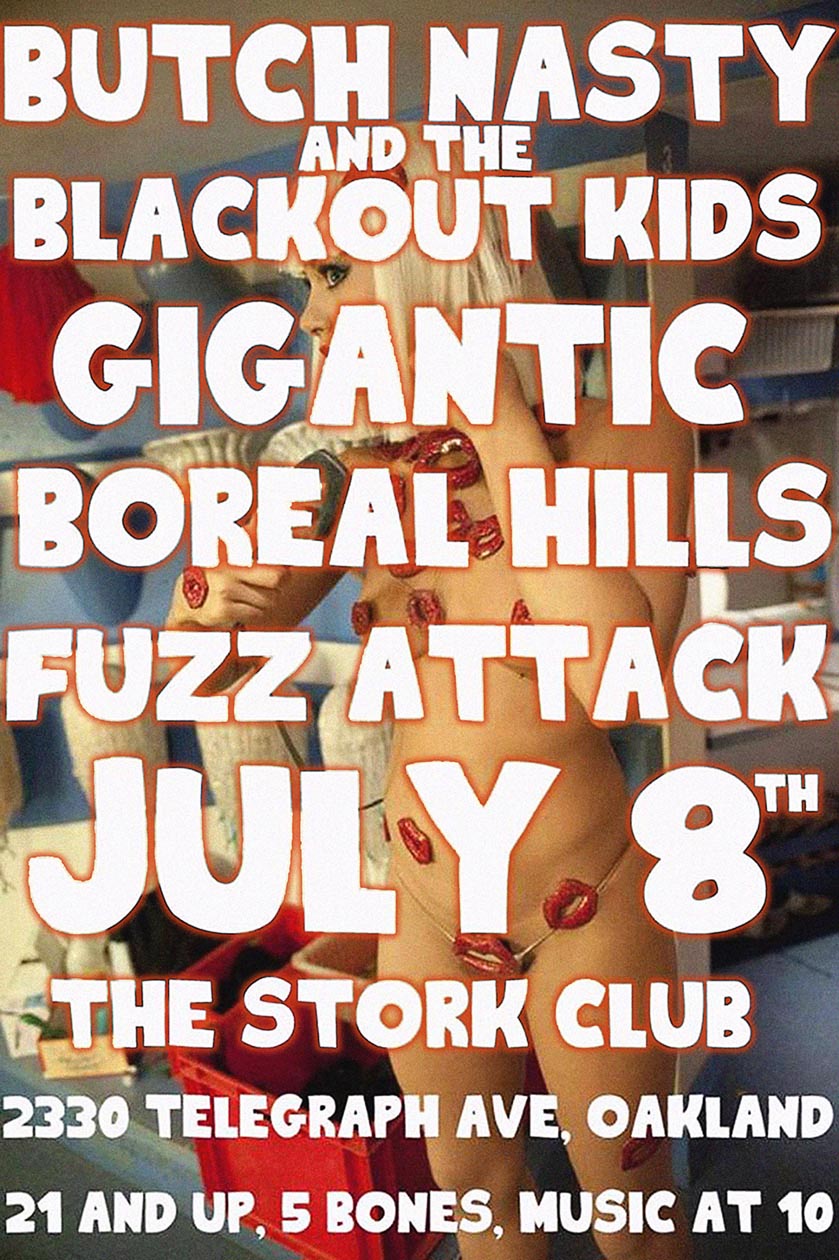 BUTCH NASTY
AND THE
BLACKOUT KIDS
GIGANTIC
BOREAL HILLS
FUZZ ATTACK
JULY 8TH
THE STORK CLUB
2330 TELEGRAPH AVE, OAKLAND
21 AND UP, 5 BONES, MUSIC AT 10